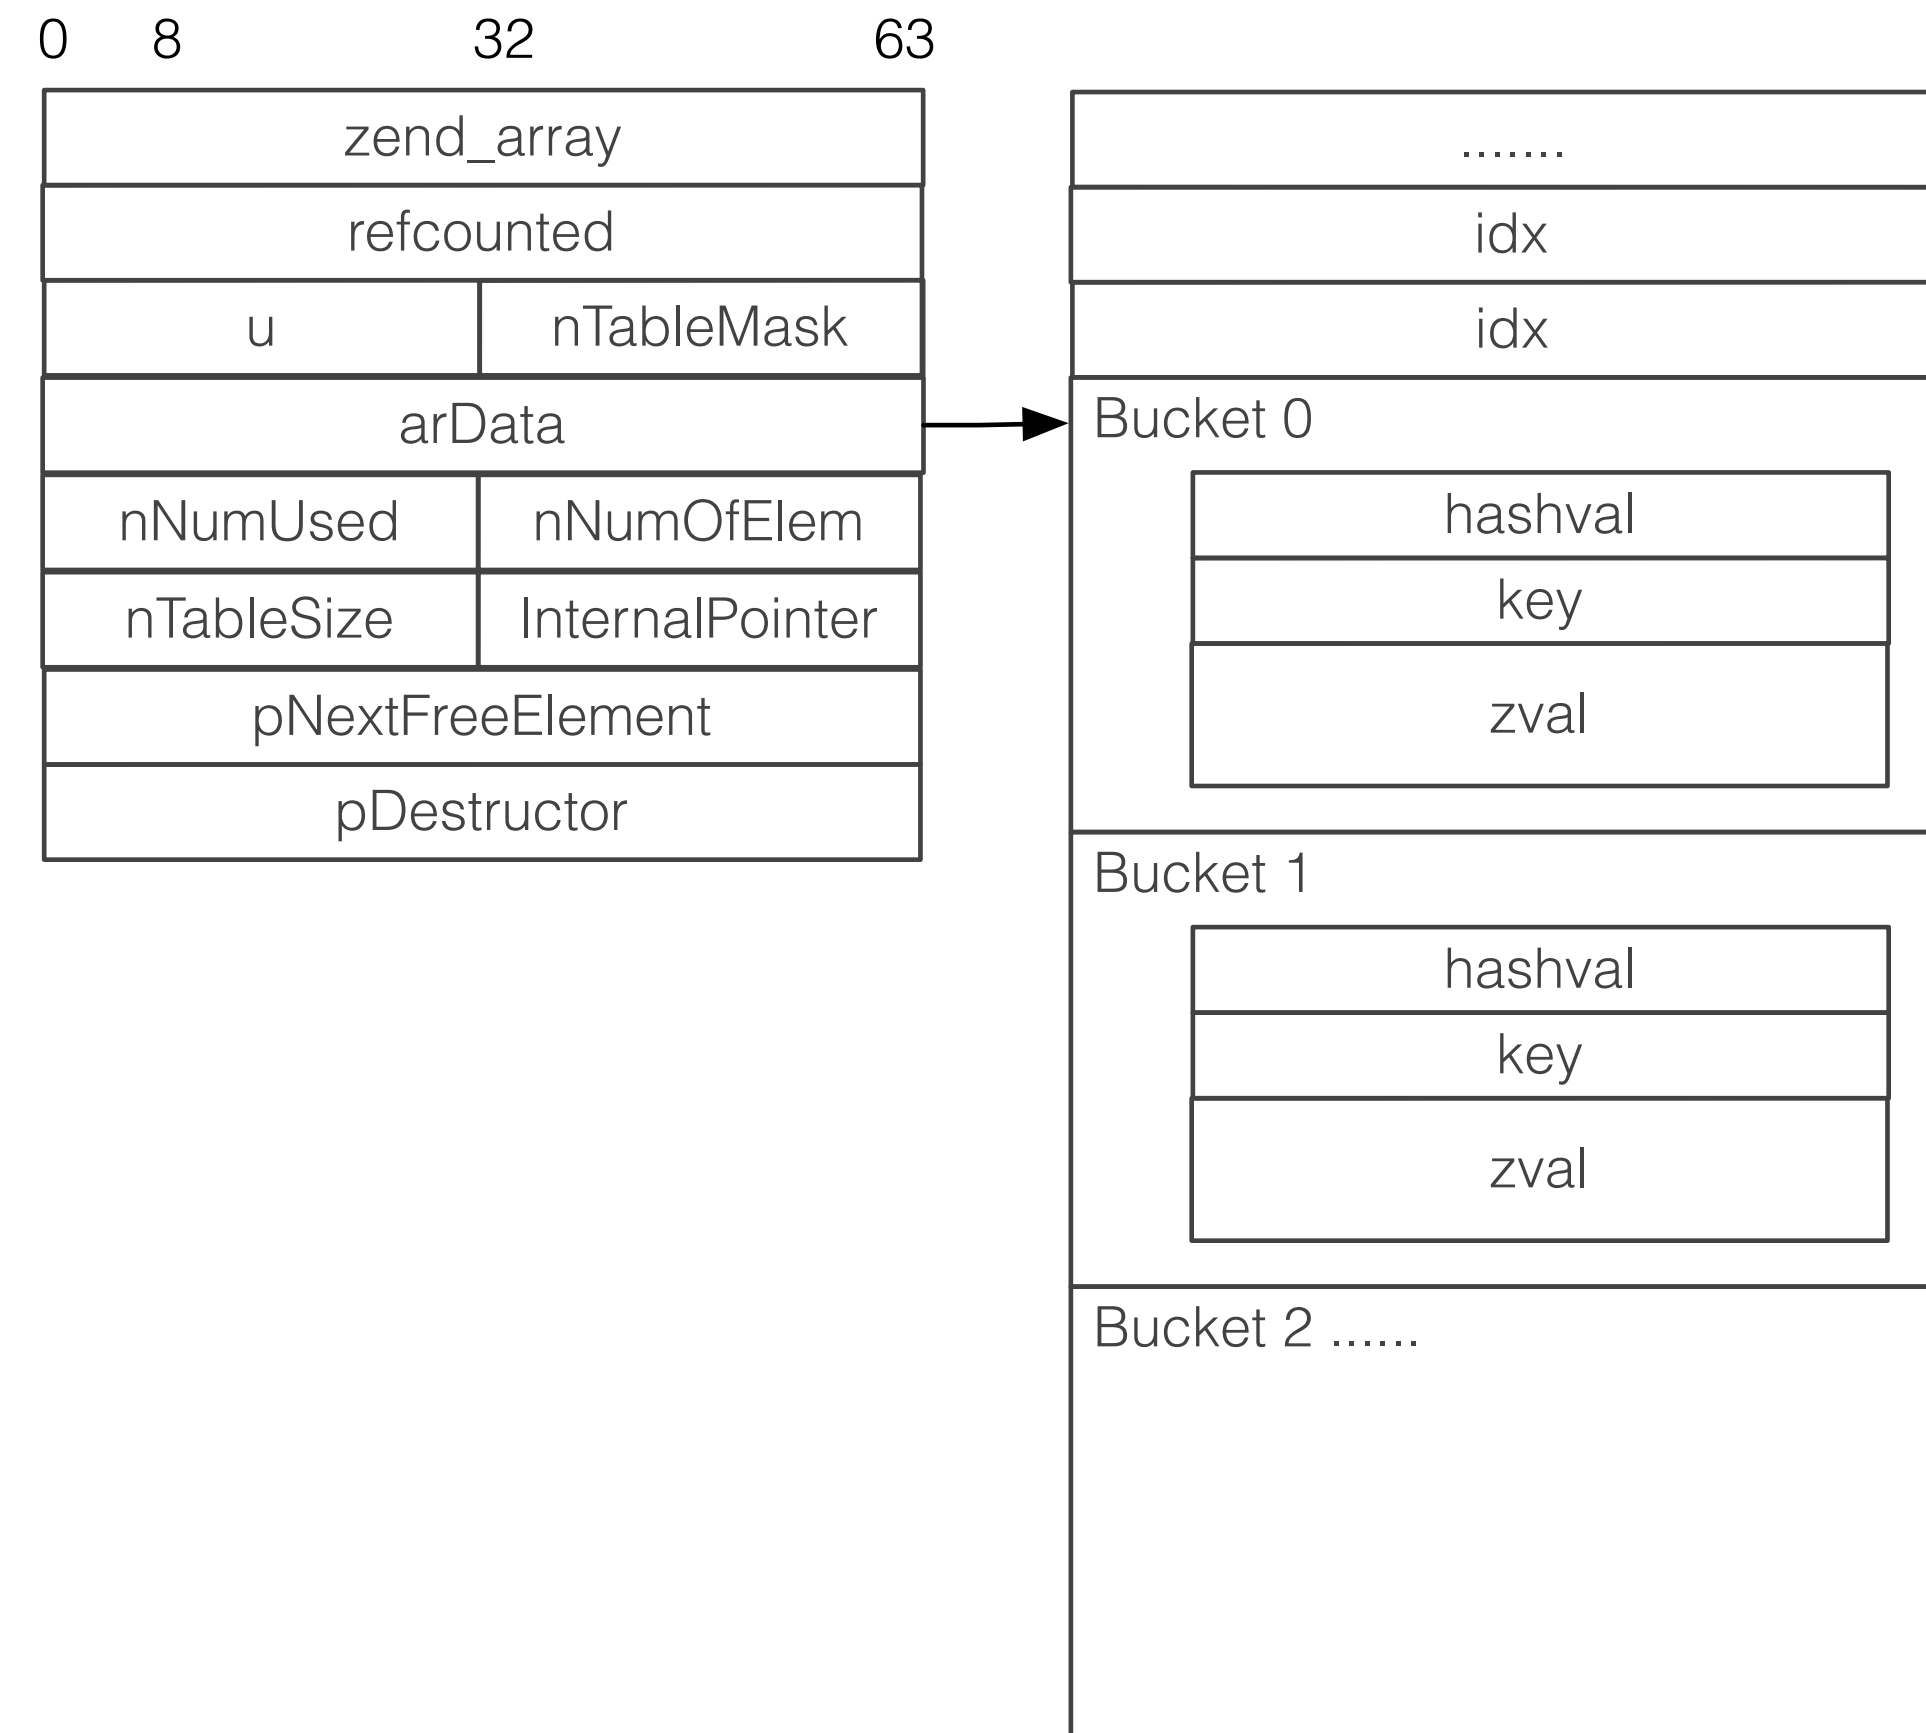 0 8 32 63
zend_array
refcounted
u nTableMask
arData
nNumUsed nNumOfElem
nTableSize InternalPointer
pNextFreeElement
pDestructor
.......
idx
idx
Bucket 0
hashval
key
zval
Bucket 1
hashval
key
zval
Bucket 2 ......